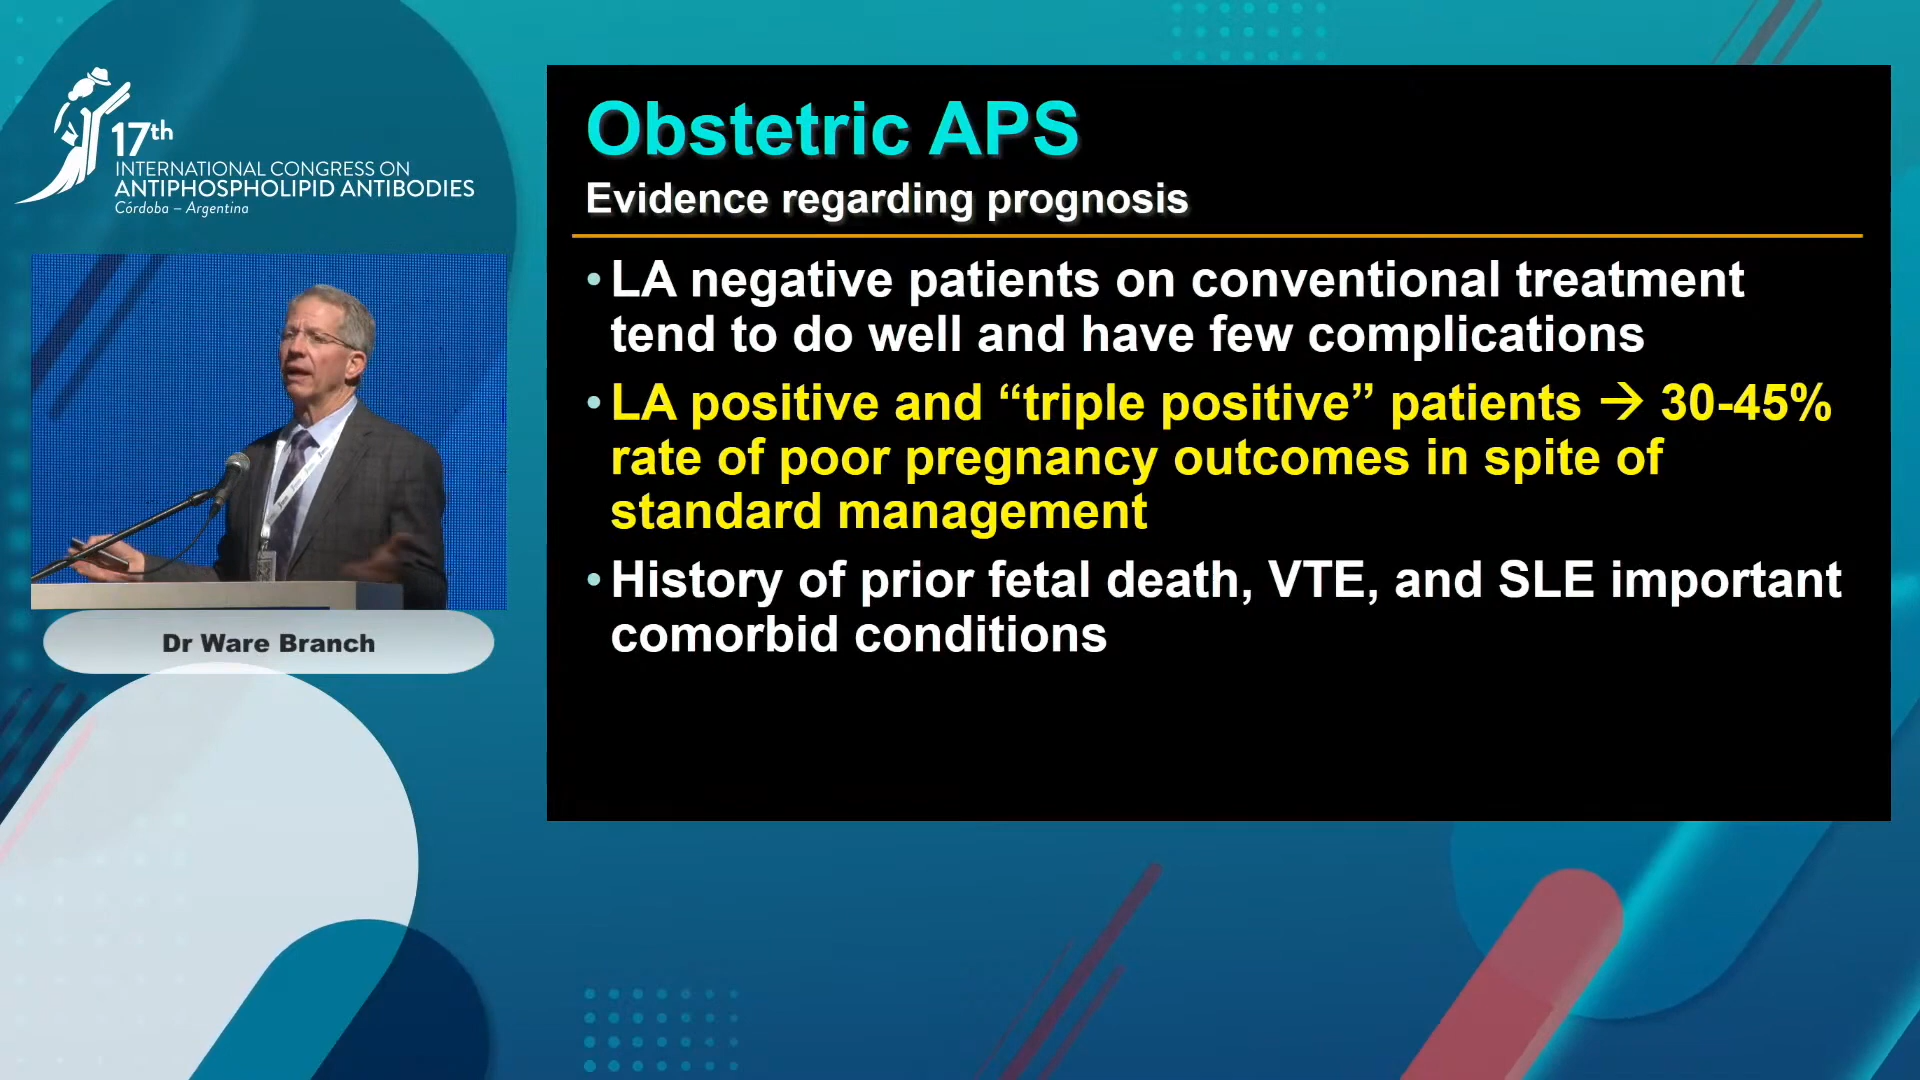 17th
INTERNATIONAL CONGRESS ON
ANTIPHOSPHOLIPID ANTIBODIES
Córdoba – Argentina
Dr Ware Branch
Obstetric APS
Evidence regarding prognosis
• LA negative patients on conventional treatment
tend to do well and have few complications
• LA positive and “triple positive” patients → 30-45%
rate of poor pregnancy outcomes in spite of
standard management
• History of prior fetal death, VTE, and SLE important
comorbid conditions